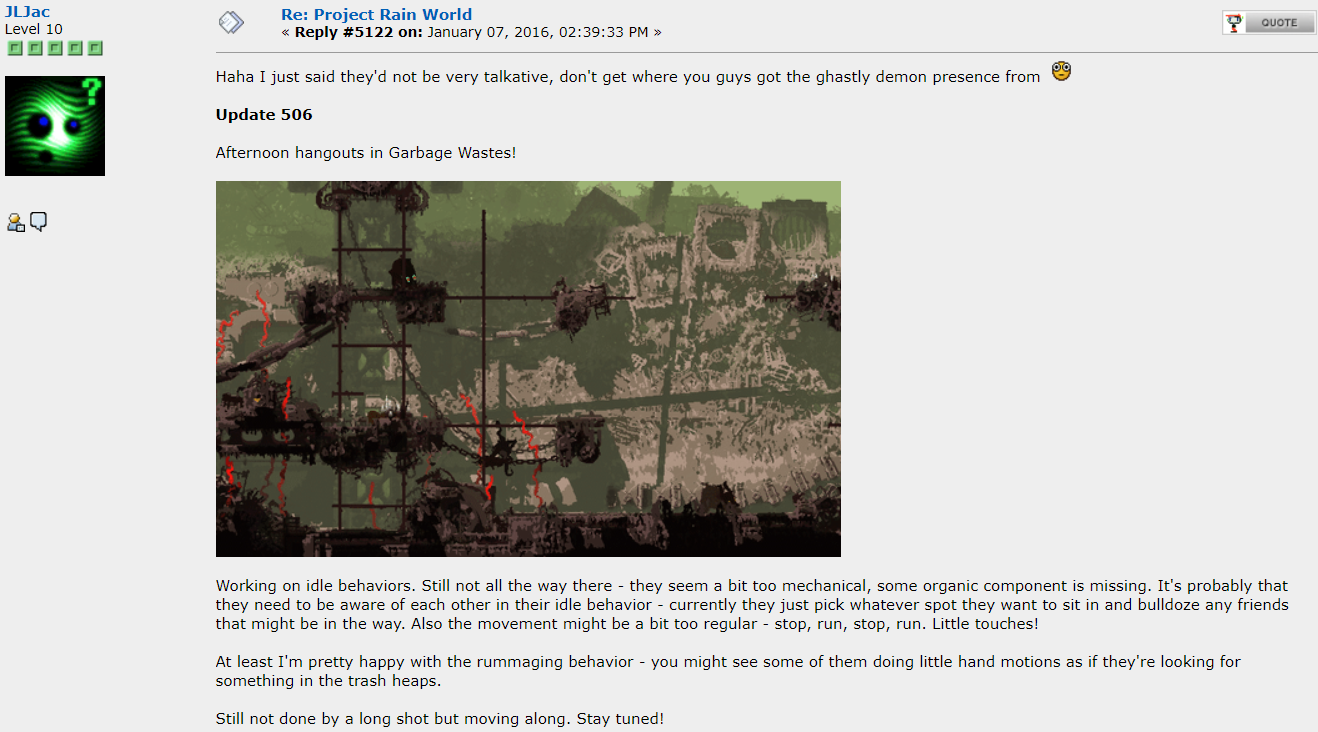 JLJac
Level 10
Re: Project Rain World
« Reply #5122 on: January 07, 2016, 02:39:33 PM »
QUOTE
Haha I just said they'd not be very talkative, don't get where you guys got the ghastly demon presence from
Update 506
Afternoon hangouts in Garbage Wastes!
Working on idle behaviors. Still not all the way there - they seem a bit too mechanical, some organic component is missing. It's probably that
they need to be aware of each other in their idle behavior - currently they just pick whatever spot they want to sit in and bulldoze any friends
that might be in the way. Also the movement might be a bit too regular - stop, run, stop, run. Little touches!
At least I'm pretty happy with the rummaging behavior - you might see some of them doing little hand motions as if they're looking for
something in the trash heaps.
Still not done by a long shot but moving along. Stay tuned!